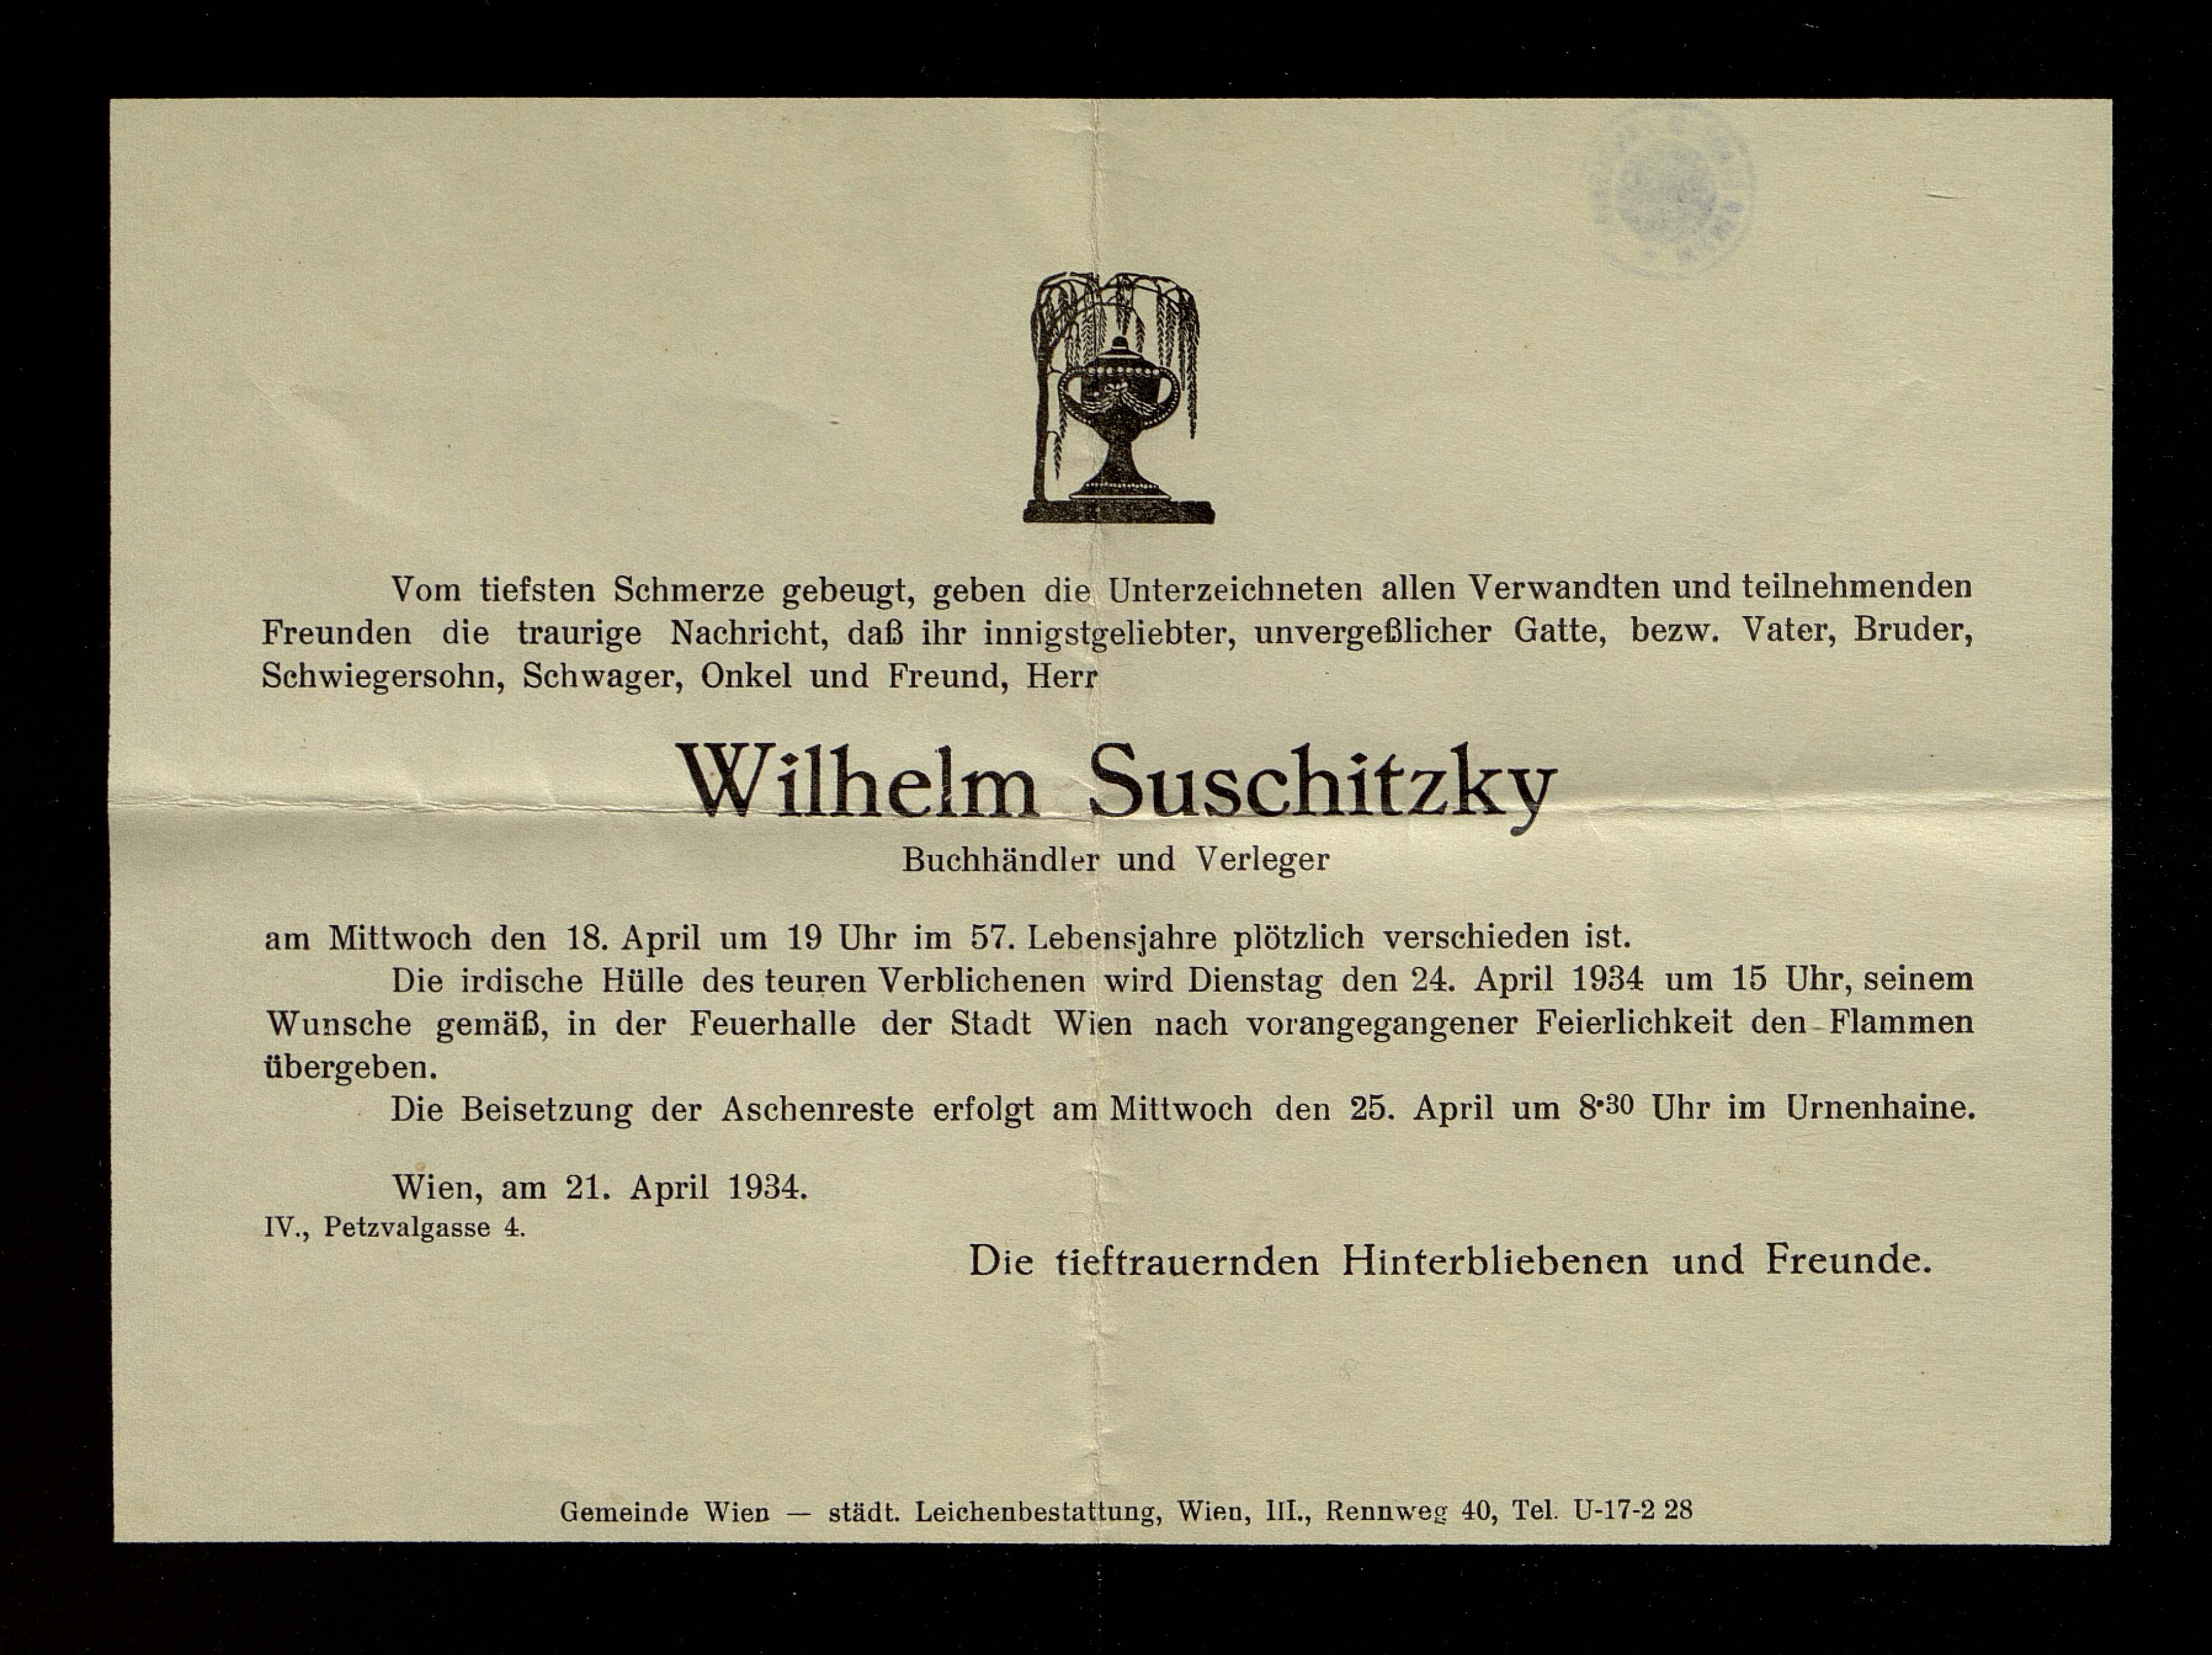 Vom tiefsten Schmerze gebeugt, geben die Unterzeichneten allen Verwandten und teilnehmenden
Freunden die traurige Nachricht, daß ihr innigstgeliebter, unvergeßlicher Gatte, bezw. Vater, Bruder,
Schwiegersohn, Schwager, Onkel und Freund, Herr
Wilhelm Suschitzky
Buchhändler und Verleger
am Mittwoch den 18. April um 19 Uhr im 57. Lebensjahre plötzlich verschieden ist.
Die irdische Hülle des teuren Verblichenen wird Dienstag den 24. April 1934 um 15 Uhr, seinem
Wunsche gemäß, in der Feuerhalle der Stadt Wien nach vorangegangener Feierlichkeit den Flammen
übergeben.
Die Beisetzung der Aschenreste erfolgt am Mittwoch den 25. April um 8·30 Uhr im Urnenhaine.
Wien, am 21. April 1934.
IV., Petzvalgasse 4.
Die tieftrauernden Hinterbliebenen und Freunde.
Gemeinde Wien — städt. Leichenbestattung, Wien, III., Rennweg 40, Tel. U-17-2 28